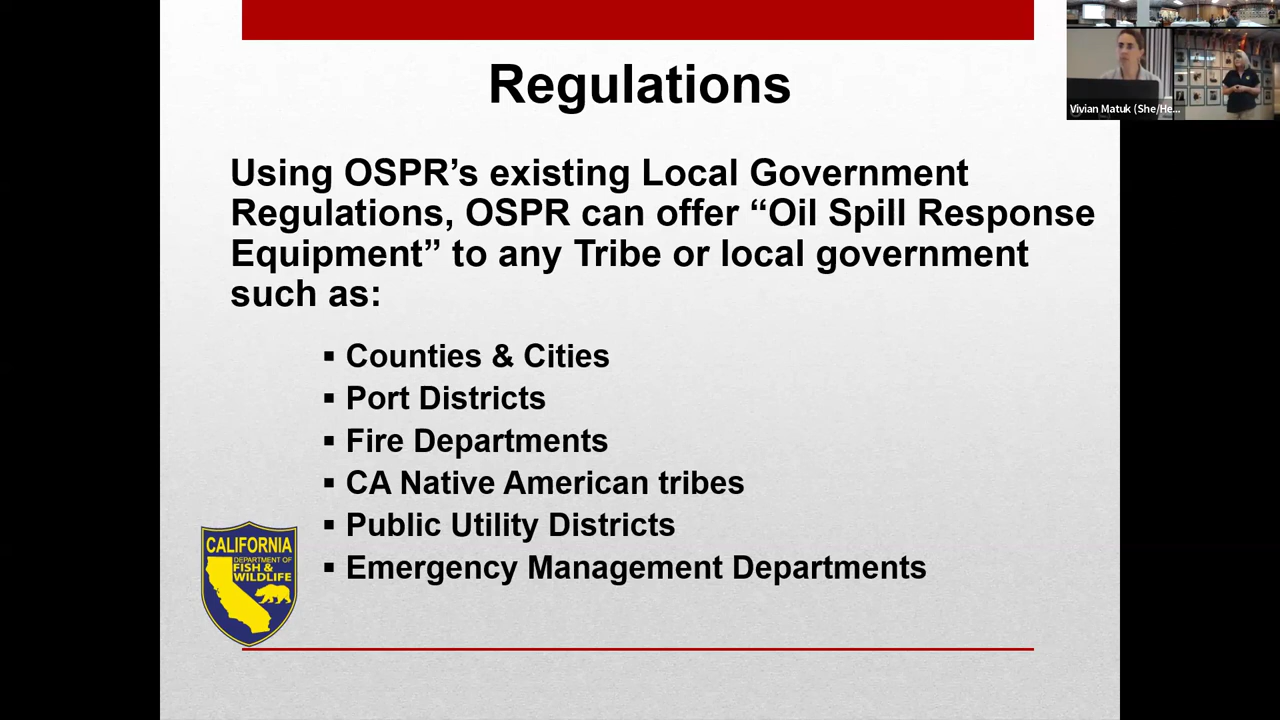 Regulations
Vivian Matuk (She/He...
Using OSPR’s existing Local Government
Regulations, OSPR can offer “Oil Spill Response
Equipment” to any Tribe or local government
such as:
▪ Counties & Cities
▪ Port Districts
▪ Fire Departments
▪ CA Native American tribes
▪ Public Utility Districts
▪ Emergency Management Departments
CALIFORNIA
DEPARTMENT OF
FISH &
WILDLIFE